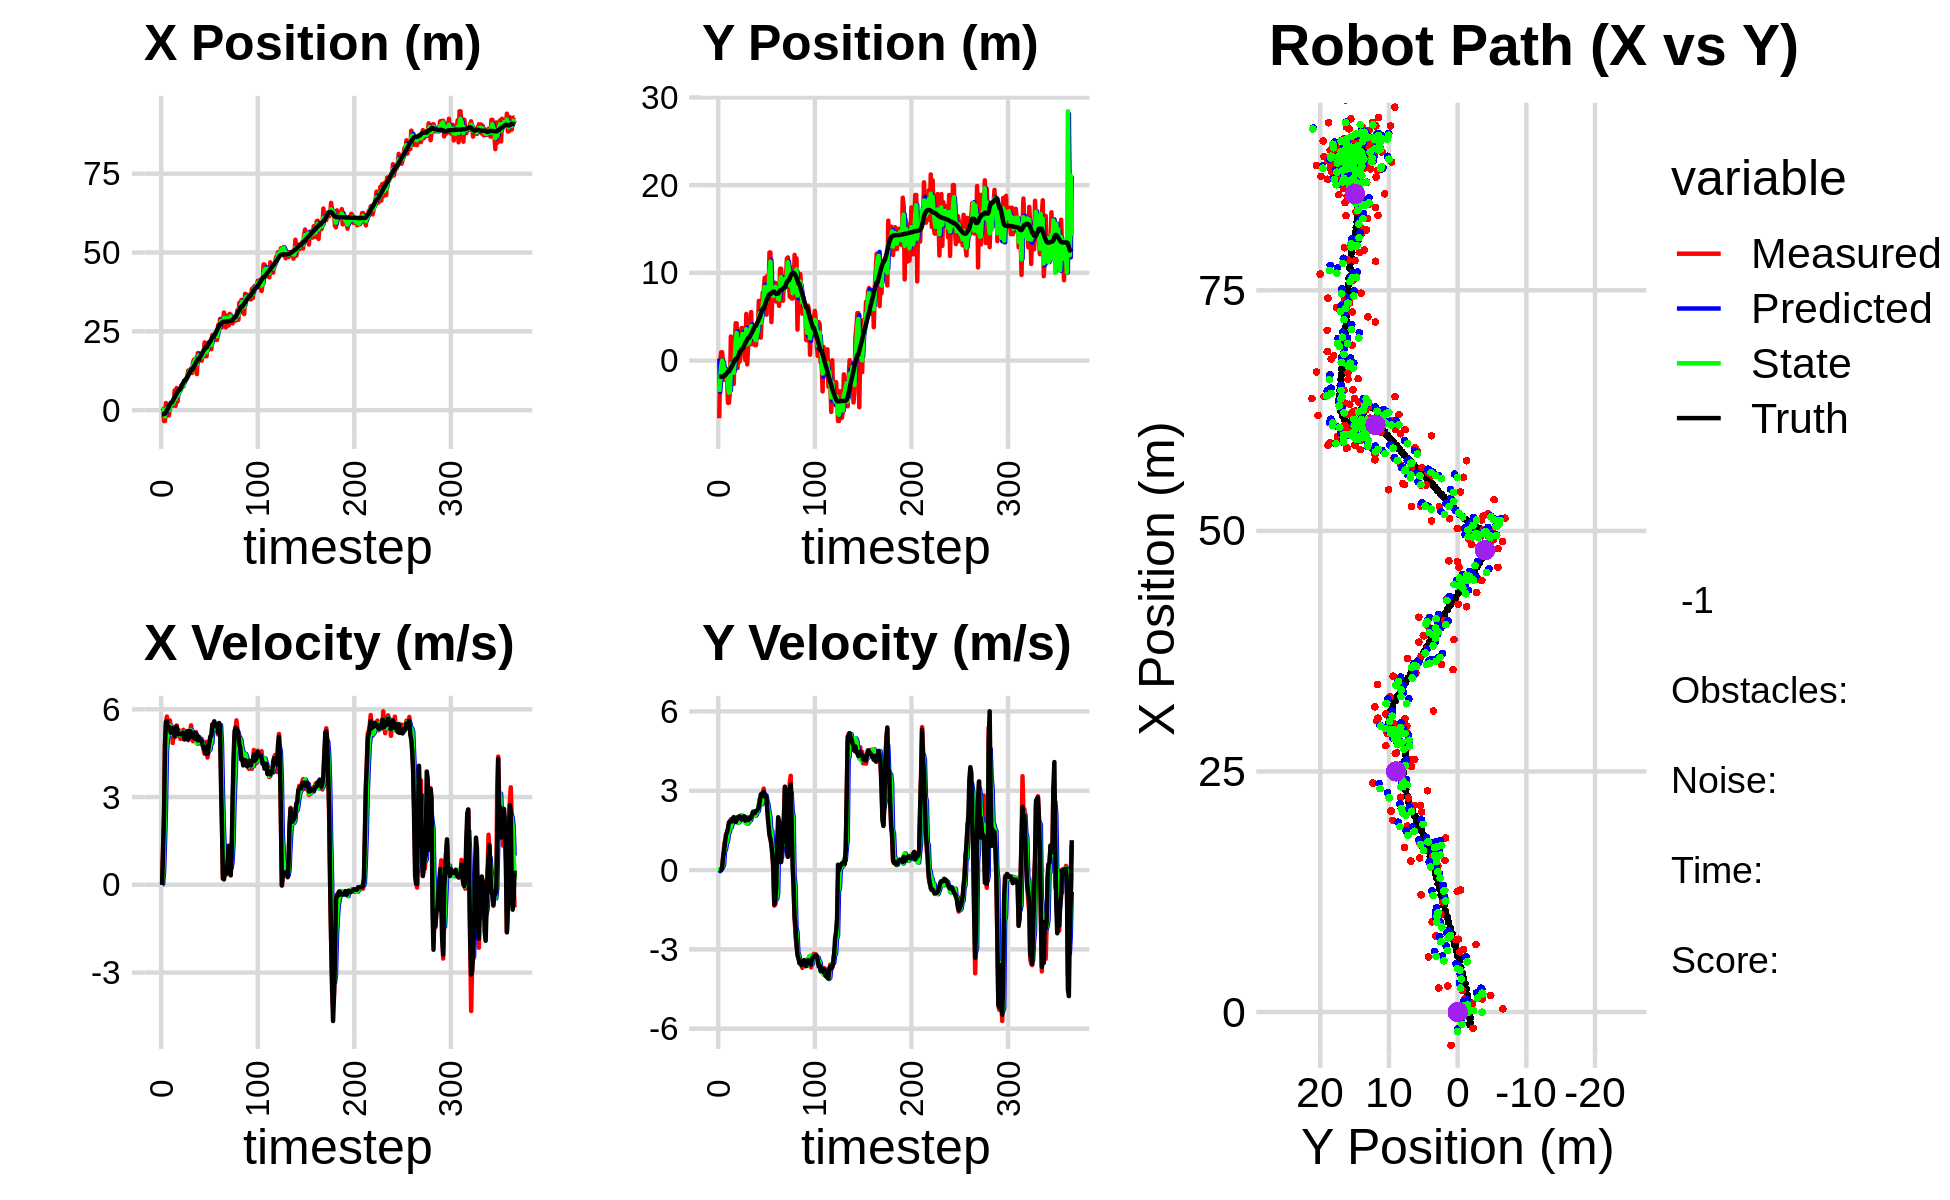 X Position (m)
75
50
25
0
0
100
200
300
timestep
Y Position (m)
30
20
10
0
0
100
200
300
timestep
X Velocity (m/s)
6
3
0
-3
0
100
200
300
timestep
Y Velocity (m/s)
6
3
0
-3
-6
0
100
200
300
timestep
Robot Path (X vs Y)
X Position (m)
75
50
25
0
20 10 0 -10 -20
Y Position (m)
variable
Measured
Predicted
State
Truth
-1
Obstacles:
Noise:
Time:
Score: